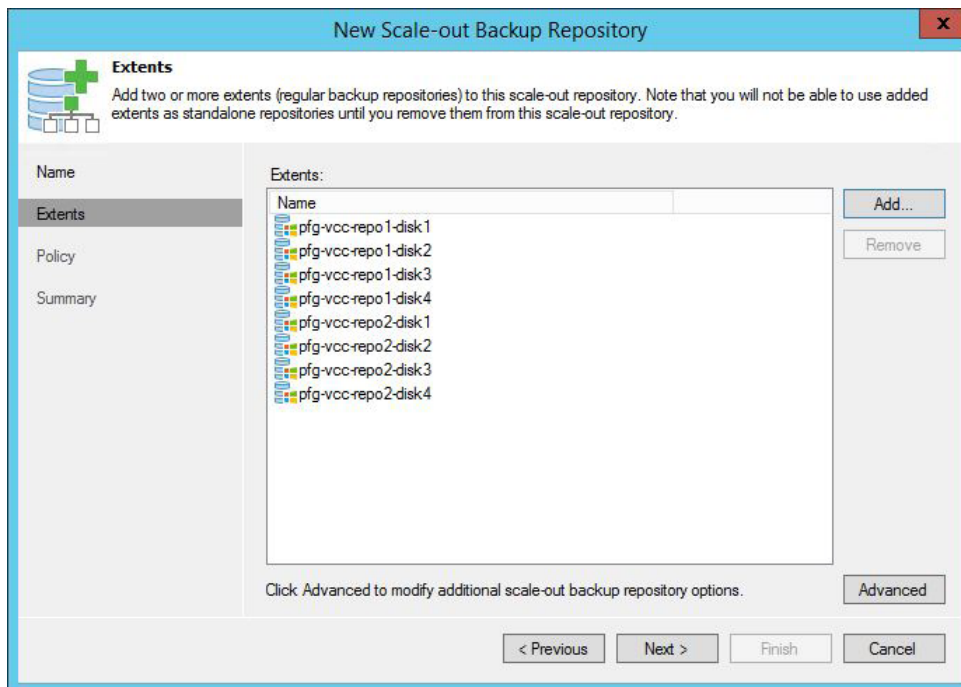 New Scale-out Backup Repository
x
Extents
Add two or more extents (regular backup repositories) to this scale-out repository. Note that you will not be able to use added
extents as standalone repositories until you remove them from this scale-out repository.
Name
Extents
Policy
Summary
Extents:
Name
pfg-vcc-repo1-disk1
pfg-vcc-repo1-disk2
pfg-vcc-repo1-disk3
pfg-vcc-repo1-disk4
pfg-vcc-repo2-disk1
pfg-vcc-repo2-disk2
pfg-vcc-repo2-disk3
pfg-vcc-repo2-disk4
Add...
Remove
Click Advanced to modify additional scale-out backup repository options.
Advanced
< Previous
Next >
Finish
Cancel